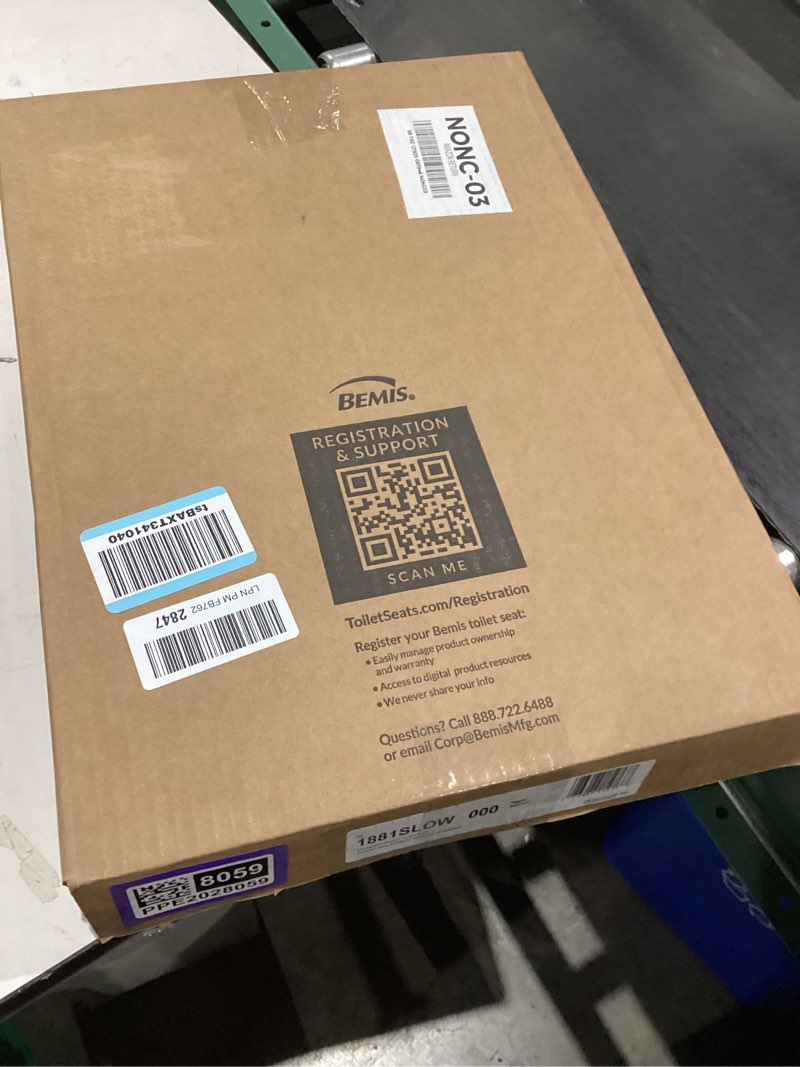 NONC-03
BEMIS®
REGISTRATION
& SUPPORT
SCAN ME
ToiletSeats.com/Registration
Register your Bemis toilet seat:
• Easily manage product ownership
and warranty
• Access to digital product resources
• We never share your info
Questions? Call 888.722.6488
or email Corp@BemisMfg.com
tsBAXT341040
LPN PM FB762 2847
1881SLOW 000
8059
PPE2028059